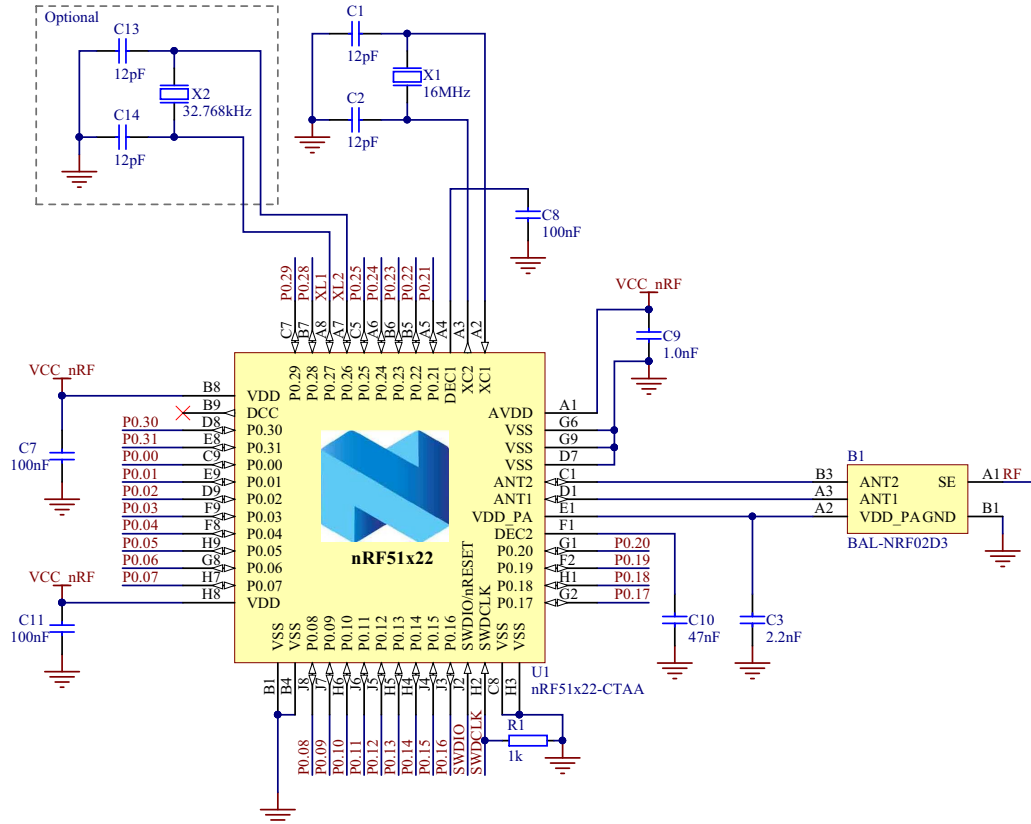 Optional
C13
12pF
X2
32.768kHz
C14
12pF
C1
12pF
X1
16MHz
C2
12pF
C8
100nF
P0.29
P0.28
XL1
XL2
P0.25
P0.24
P0.23
P0.22
P0.21
C7
B7
A8
A7
C5
A6
B6
B5
A5
A4
A3
A2
P0.29
P0.28
P0.27
P0.26
P0.25
P0.24
P0.23
P0.22
P0.21
DEC1
XC2
XC1
VCC_nRF
C9
1.0nF
VCC_nRF
C7
100nF
B8 VDD
B9 DCC
P0.30 D8 P0.30
P0.31 E8 P0.31
P0.00 C9 P0.00
P0.01 E9 P0.01
P0.02 D9 P0.02
P0.03 F9 P0.03
P0.04 F8 P0.04
P0.05 H9 P0.05
P0.06 G8 P0.06
P0.07 H7 P0.07
H8 VDD
VCC_nRF
C11
100nF
nRF51x22
AVDD A1
VSS G6
VSS G9
VSS D7
ANT2 C1
ANT1 D1
VDD_PA E1
DEC2 F1
P0.20 G1 P0.20
P0.19 F2 P0.19
P0.18 H1 P0.18
P0.17 G2 P0.17
B1
B3 ANT2
A3 ANT1
A2 VDD_PA
SE A1 RF
GND B1
BAL-NRF02D3
C10
47nF
C3
2.2nF
VSS
VSS
P0.08
P0.09
P0.10
P0.11
P0.12
P0.13
P0.14
P0.15
P0.16
SWDIO/nRESET
SWDCLK
VSS
VSS
U1
nRF51x22-CTAA
B1
B4
J8
J7
H6
J6
J5
H5
H4
J4
J3
J2
H2
C8
H3
P0.08
P0.09
P0.10
P0.11
P0.12
P0.13
P0.14
P0.15
P0.16
SWDIO
SWDCLK
R1
1k